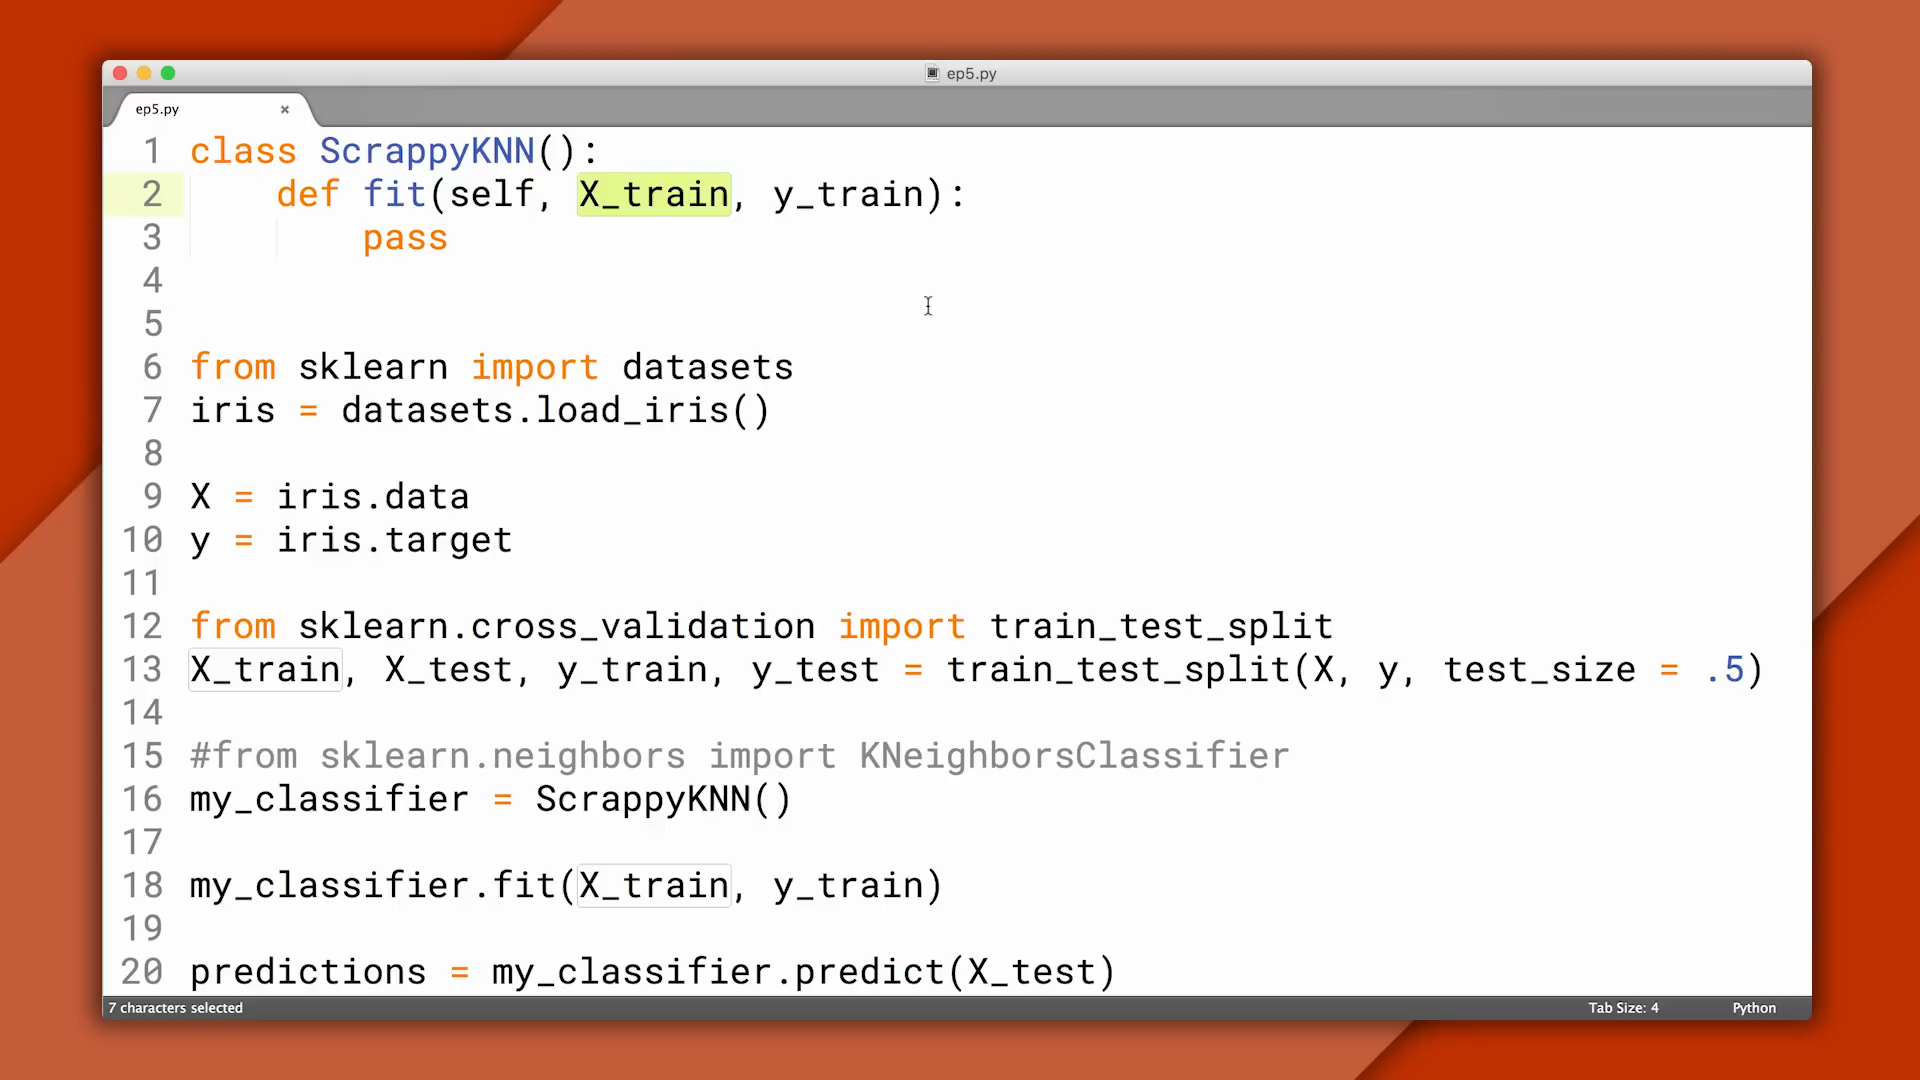 ep5.py
ep5.py ×
1 class ScrappyKNN():
2 def fit(self, X_train, y_train):
3 pass
4
5
6 from sklearn import datasets
7 iris = datasets.load_iris()
8
9 X = iris.data
10 y = iris.target
11
12 from sklearn.cross_validation import train_test_split
13 X_train, X_test, y_train, y_test = train_test_split(X, y, test_size = .5)
14
15 #from sklearn.neighbors import KNeighborsClassifier
16 my_classifier = ScrappyKNN()
17
18 my_classifier.fit(X_train, y_train)
19
20 predictions = my_classifier.predict(X_test)
7 characters selected Tab Size: 4 Python